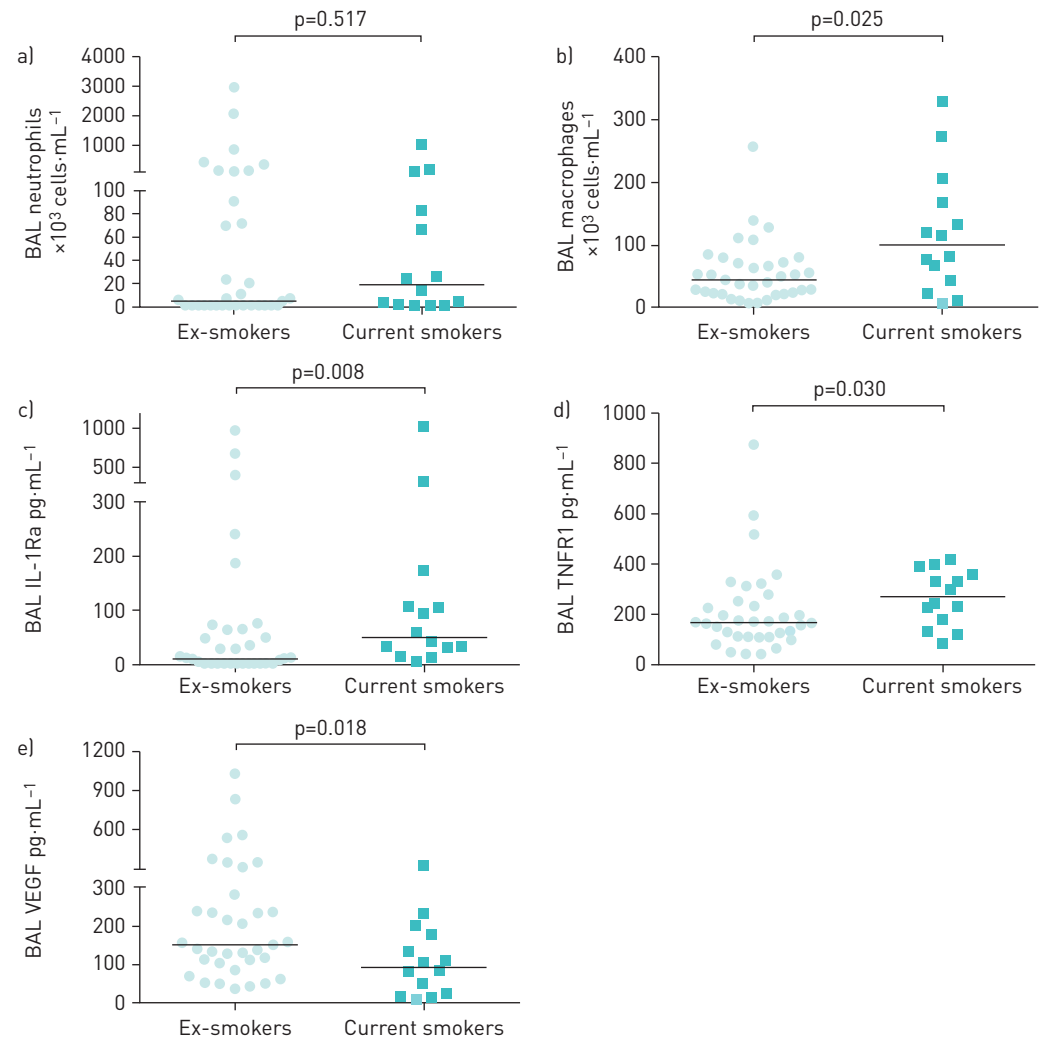 p=0.517
a)
BAL neutrophils
×10³ cells·mL⁻¹
4000
3000
2000
1000
100
80
60
40
20
0
Ex-smokers
Current smokers
p=0.025
b)
BAL macrophages
×10³ cells·mL⁻¹
400
300
200
100
0
Ex-smokers
Current smokers
p=0.008
c)
BAL IL-1Ra pg·mL⁻¹
1000
500
300
200
100
0
Ex-smokers
Current smokers
p=0.030
d)
BAL TNFR1 pg·mL⁻¹
1000
800
600
400
200
0
Ex-smokers
Current smokers
p=0.018
e)
BAL VEGF pg·mL⁻¹
1200
900
600
300
200
100
0
Ex-smokers
Current smokers